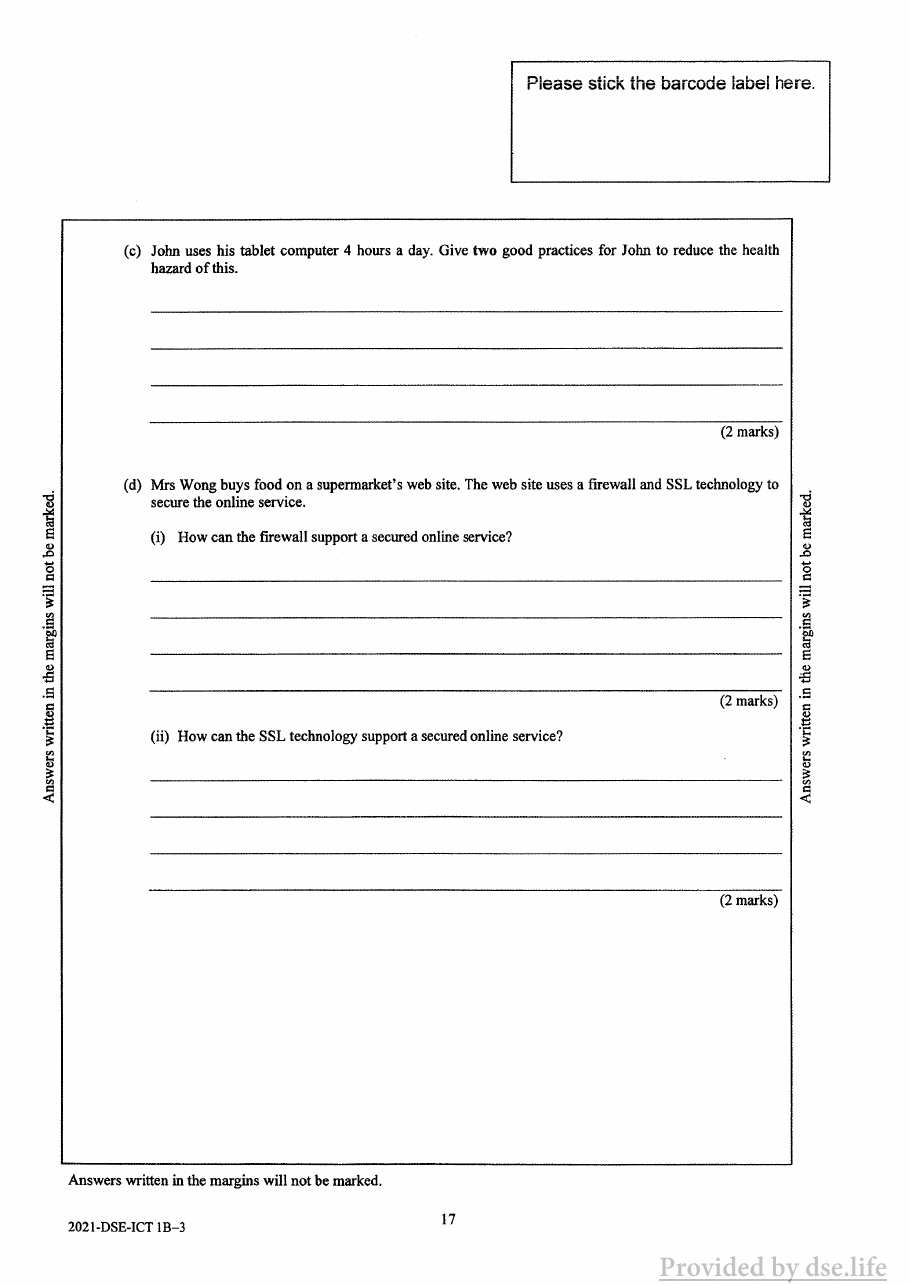 Please stick the barcode label here.
(c) John uses his tablet computer 4 hours a day. Give two good practices for John to reduce the health
hazard of this.
(2 marks)
(d) Mrs Wong buys food on a supermarket's web site. The web site uses a firewall and SSL technology to
secure the online service.
(i) How can the firewall support a secured online service?
(2 marks)
(ii) How can the SSL technology support a secured online service?
(2 marks)
Answers written in the margins will not be marked.
Answers written in the margins will not be marked.
Answers written in the margins will not be marked.
2021-DSE-ICT 1B–3
17
Provided by dse.life